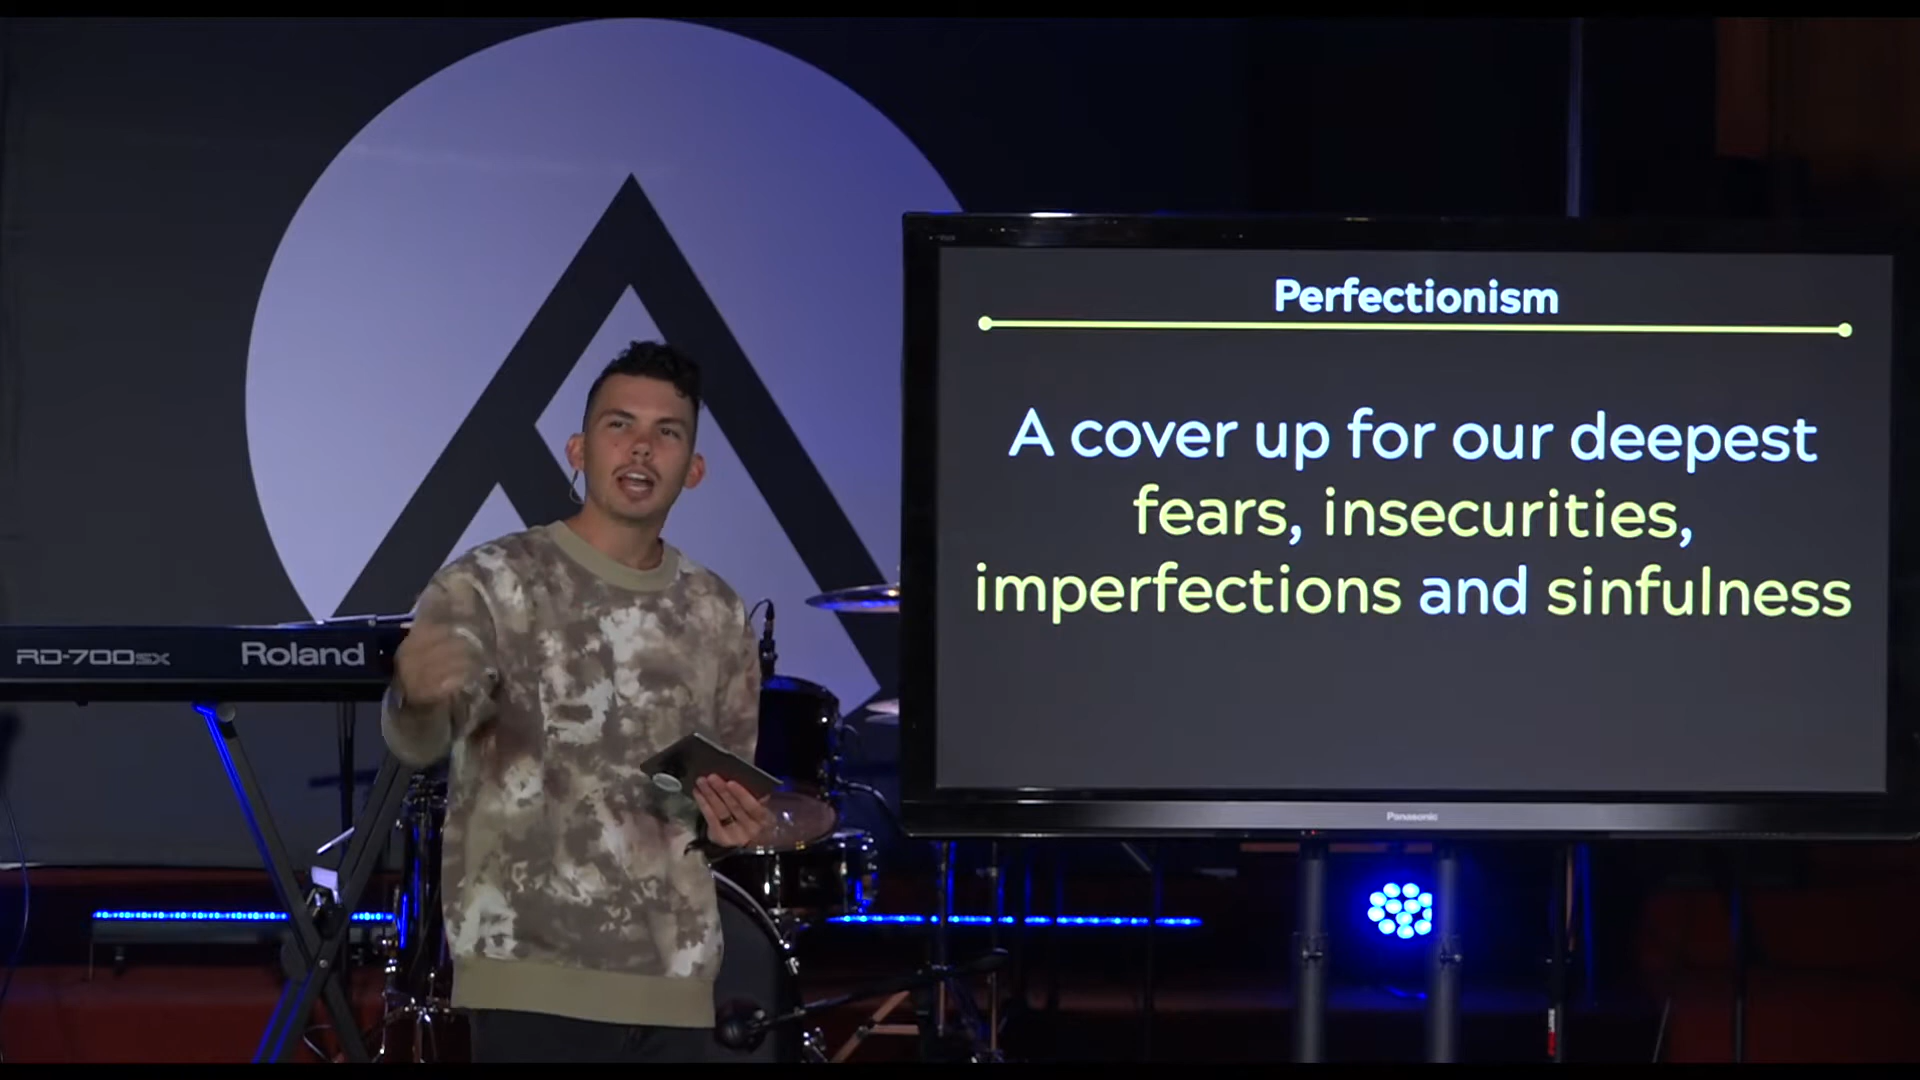 Perfectionism
A cover up for our deepest
fears, insecurities,
imperfections and sinfulness
RD-700SX Roland
Panasonic